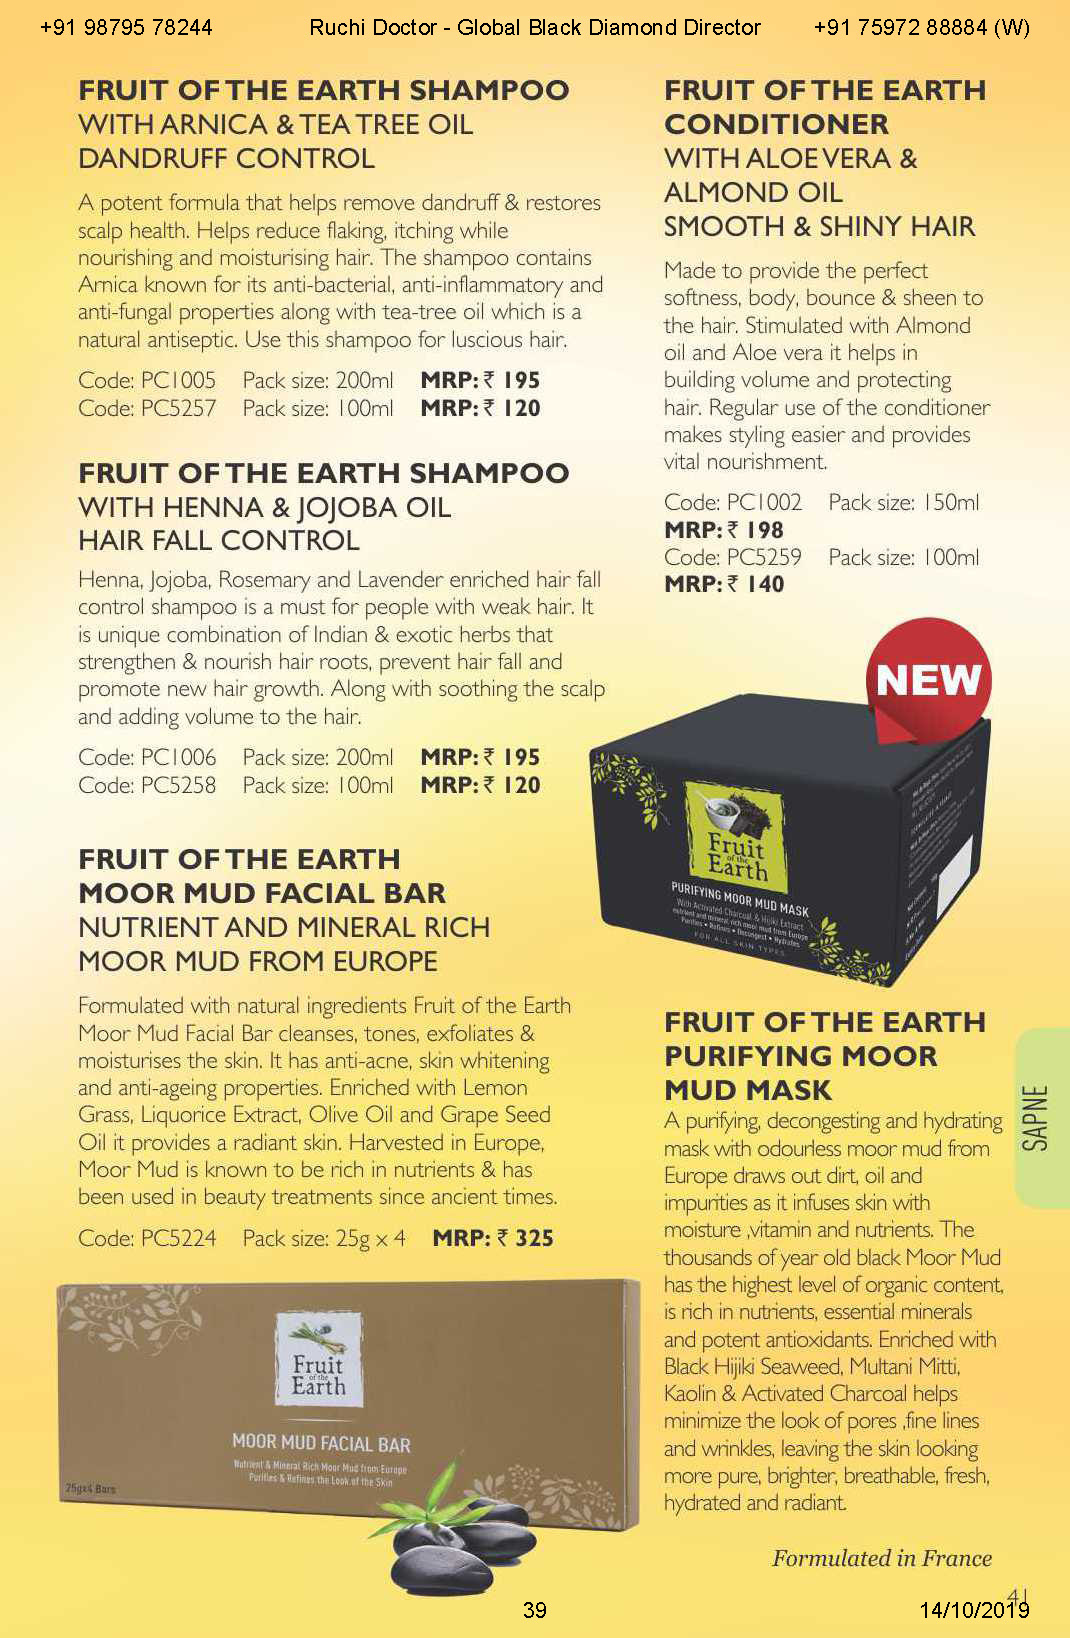 +91 98795 78244 Ruchi Doctor - Global Black Diamond Director +91 75972 88884 (W)
FRUIT OF THE EARTH SHAMPOO
WITH ARNICA & TEA TREE OIL
DANDRUFF CONTROL
A potent formula that helps remove dandruff & restores
scalp health. Helps reduce flaking, itching while
nourishing and moisturising hair. The shampoo contains
Arnica known for its anti-bacterial, anti-inflammatory and
anti-fungal properties along with tea-tree oil which is a
natural antiseptic. Use this shampoo for luscious hair.
Code: PC1005 Pack size: 200ml MRP: ₹ 195
Code: PC5257 Pack size: 100ml MRP: ₹ 120
FRUIT OF THE EARTH SHAMPOO
WITH HENNA & JOJOBA OIL
HAIR FALL CONTROL
Henna, Jojoba, Rosemary and Lavender enriched hair fall
control shampoo is a must for people with weak hair. It
is unique combination of Indian & exotic herbs that
strengthen & nourish hair roots, prevent hair fall and
promote new hair growth. Along with soothing the scalp
and adding volume to the hair.
Code: PC1006 Pack size: 200ml MRP: ₹ 195
Code: PC5258 Pack size: 100ml MRP: ₹ 120
FRUIT OF THE EARTH
MOOR MUD FACIAL BAR
NUTRIENT AND MINERAL RICH
MOOR MUD FROM EUROPE
Formulated with natural ingredients Fruit of the Earth
Moor Mud Facial Bar cleanses, tones, exfoliates &
moisturises the skin. It has anti-acne, skin whitening
and anti-ageing properties. Enriched with Lemon
Grass, Liquorice Extract, Olive Oil and Grape Seed
Oil it provides a radiant skin. Harvested in Europe,
Moor Mud is known to be rich in nutrients & has
been used in beauty treatments since ancient times.
Code: PC5224 Pack size: 25g x 4 MRP: ₹ 325
Fruit
of the
Earth
MOOR MUD FACIAL BAR
Nutrient & Mineral Rich Moor Mud from Europe
Purifies & Refines the Look of the Skin
25gx4 Bars
FRUIT OF THE EARTH
CONDITIONER
WITH ALOE VERA &
ALMOND OIL
SMOOTH & SHINY HAIR
Made to provide the perfect
softness, body, bounce & sheen to
the hair. Stimulated with Almond
oil and Aloe vera it helps in
building volume and protecting
hair. Regular use of the conditioner
makes styling easier and provides
vital nourishment.
Code: PC1002 Pack size: 150ml
MRP: ₹ 198
Code: PC5259 Pack size: 100ml
MRP: ₹ 140
NEW
Fruit
of the
Earth
PURIFYING MOOR MUD MASK
With Activated Charcoal & Hijiki Extract
nutrient and mineral rich moor mud from Europe
Purifies • Refines • Decongest • Hydrates
FOR ALL SKIN TYPES
FRUIT OF THE EARTH
PURIFYING MOOR
MUD MASK
A purifying, decongesting and hydrating
mask with odourless moor mud from
Europe draws out dirt, oil and
impurities as it infuses skin with
moisture ,vitamin and nutrients. The
thousands of year old black Moor Mud
has the highest level of organic content,
is rich in nutrients, essential minerals
and potent antioxidants. Enriched with
Black Hijiki Seaweed, Multani Mitti,
Kaolin & Activated Charcoal helps
minimize the look of pores ,fine lines
and wrinkles, leaving the skin looking
more pure, brighter, breathable, fresh,
hydrated and radiant.
Formulated in France
SAPNE
41
39 14/10/2019